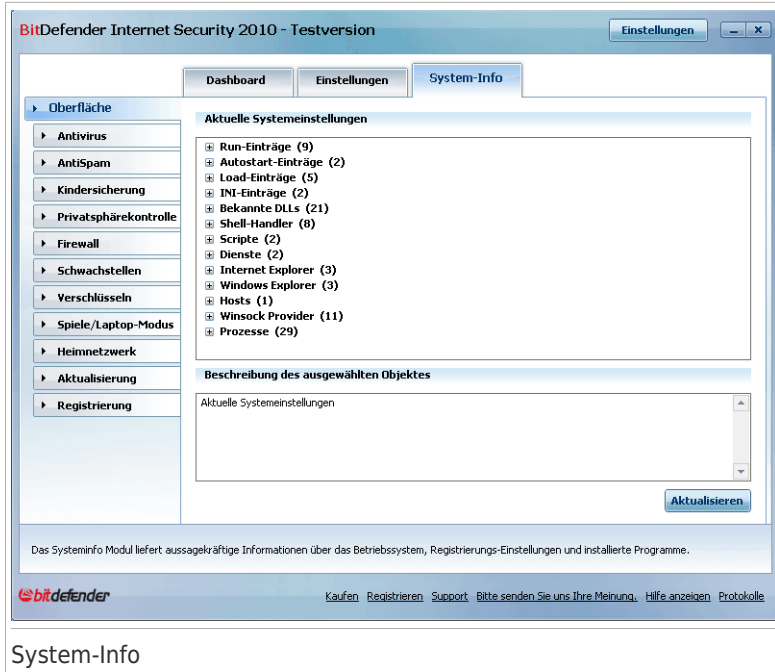 BitDefender Internet Security 2010 - Testversion
Einstellungen
Dashboard
Einstellungen
System-Info
Oberfläche
Antivirus
AntiSpam
Kindersicherung
Privatsphärekontrolle
Firewall
Schwachstellen
Verschlüsseln
Spiele/Laptop-Modus
Heimnetzwerk
Aktualisierung
Registrierung
Aktuelle Systemeinstellungen
Run-Einträge (9)
Autostart-Einträge (2)
Load-Einträge (5)
INI-Einträge (2)
Bekannte DLLs (21)
Shell-Handler (8)
Scripte (2)
Dienste (2)
Internet Explorer (3)
Windows Explorer (3)
Hosts (1)
Winsock Provider (11)
Prozesse (29)
Beschreibung des ausgewählten Objektes
Aktuelle Systemeinstellungen
Aktualisieren
Das Systeminfo Modul liefert aussagekräftige Informationen über das Betriebssystem, Registrierungs-Einstellungen und installierte Programme.
bitdefender
Kaufen Registrieren Support Bitte senden Sie uns Ihre Meinung. Hilfe anzeigen Protokolle
System-Info